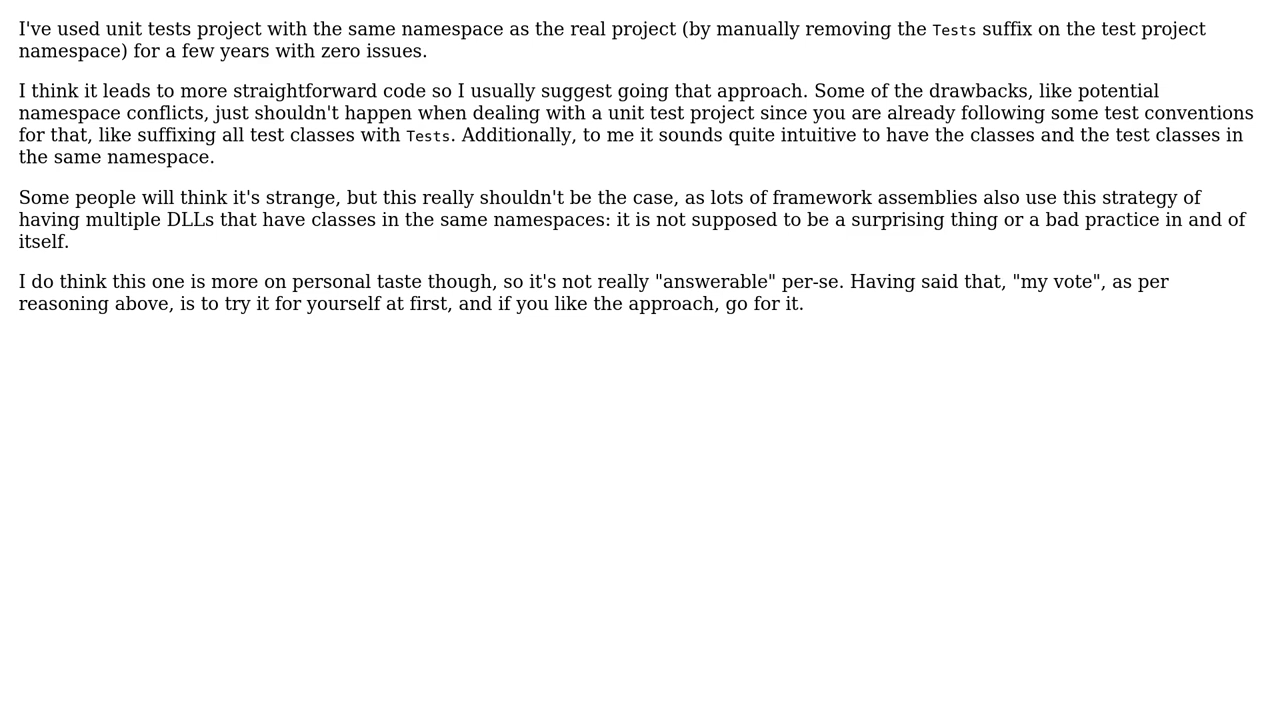 I've used unit tests project with the same namespace as the real project (by manually removing the Tests suffix on the test project
namespace) for a few years with zero issues.
I think it leads to more straightforward code so I usually suggest going that approach. Some of the drawbacks, like potential
namespace conflicts, just shouldn't happen when dealing with a unit test project since you are already following some test conventions
for that, like suffixing all test classes with Tests. Additionally, to me it sounds quite intuitive to have the classes and the test classes in
the same namespace.
Some people will think it's strange, but this really shouldn't be the case, as lots of framework assemblies also use this strategy of
having multiple DLLs that have classes in the same namespaces: it is not supposed to be a surprising thing or a bad practice in and of
itself.
I do think this one is more on personal taste though, so it's not really "answerable" per-se. Having said that, "my vote", as per
reasoning above, is to try it for yourself at first, and if you like the approach, go for it.